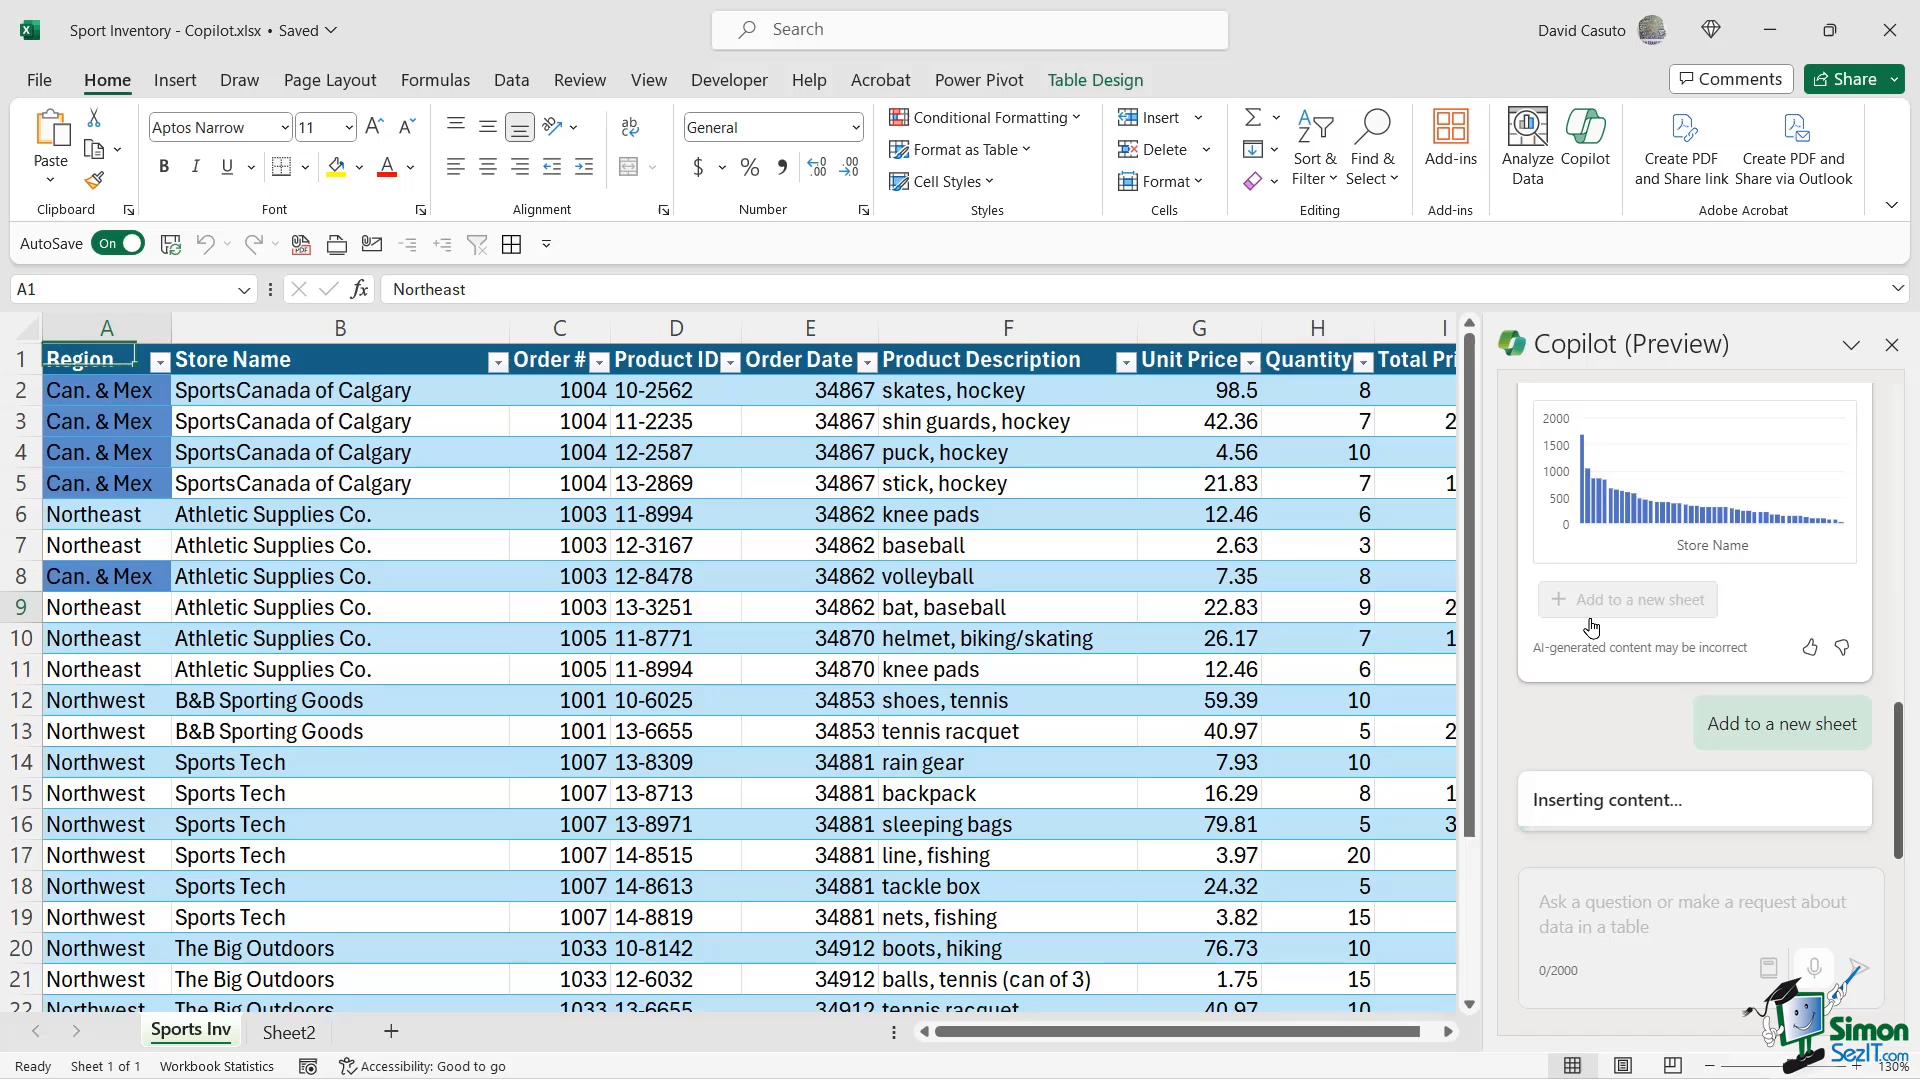 Sport Inventory - Copilot.xlsx • Saved
Search
David Casuto
File Home Insert Draw Page Layout Formulas Data Review View Developer Help Acrobat Power Pivot Table Design
Comments Share
Paste
Clipboard
Aptos Narrow 11
B I U
Font
Alignment
General
$ %
Number
Conditional Formatting
Format as Table
Cell Styles
Styles
Insert
Delete
Format
Cells
Sort & Filter
Find & Select
Editing
Add-ins
Add-ins
Analyze Data
Copilot
Create PDF and Share link
Create PDF and Share via Outlook
Adobe Acrobat
AutoSave On
A1 fx Northeast
A B C D E F G H I
1 Region Store Name Order # Product ID Order Date Product Description Unit Price Quantity Total Pri
2 Can. & Mex SportsCanada of Calgary 1004 10-2562 34867 skates, hockey 98.5 8
3 Can. & Mex SportsCanada of Calgary 1004 11-2235 34867 shin guards, hockey 42.36 7 2
4 Can. & Mex SportsCanada of Calgary 1004 12-2587 34867 puck, hockey 4.56 10
5 Can. & Mex SportsCanada of Calgary 1004 13-2869 34867 stick, hockey 21.83 7 1
6 Northeast Athletic Supplies Co. 1003 11-8994 34862 knee pads 12.46 6
7 Northeast Athletic Supplies Co. 1003 12-3167 34862 baseball 2.63 3
8 Can. & Mex Athletic Supplies Co. 1003 12-8478 34862 volleyball 7.35 8
9 Northeast Athletic Supplies Co. 1003 13-3251 34862 bat, baseball 22.83 9 2
10 Northeast Athletic Supplies Co. 1005 11-8771 34870 helmet, biking/skating 26.17 7 1
11 Northeast Athletic Supplies Co. 1005 11-8994 34870 knee pads 12.46 6
12 Northwest B&B Sporting Goods 1001 10-6025 34853 shoes, tennis 59.39 10
13 Northwest B&B Sporting Goods 1001 13-6655 34853 tennis racquet 40.97 5 2
14 Northwest Sports Tech 1007 13-8309 34881 rain gear 7.93 10
15 Northwest Sports Tech 1007 13-8713 34881 backpack 16.29 8 1
16 Northwest Sports Tech 1007 13-8971 34881 sleeping bags 79.81 5 3
17 Northwest Sports Tech 1007 14-8515 34881 line, fishing 3.97 20
18 Northwest Sports Tech 1007 14-8613 34881 tackle box 24.32 5
19 Northwest Sports Tech 1007 14-8819 34881 nets, fishing 3.82 15
20 Northwest The Big Outdoors 1033 10-8142 34912 boots, hiking 76.73 10
21 Northwest The Big Outdoors 1033 12-6032 34912 balls, tennis (can of 3) 1.75 15
22 Northwest The Big Outdoors 1033 13-6655 34912 tennis racquet 40.97 10
Copilot (Preview)
2000
1500
1000
500
0
Store Name
+ Add to a new sheet
AI-generated content may be incorrect
Add to a new sheet
Inserting content...
Ask a question or make a request about
data in a table
0/2000
Simon
SezIT.com
Sports Inv Sheet2
Ready Sheet 1 of 1 Workbook Statistics Accessibility: Good to go 130%